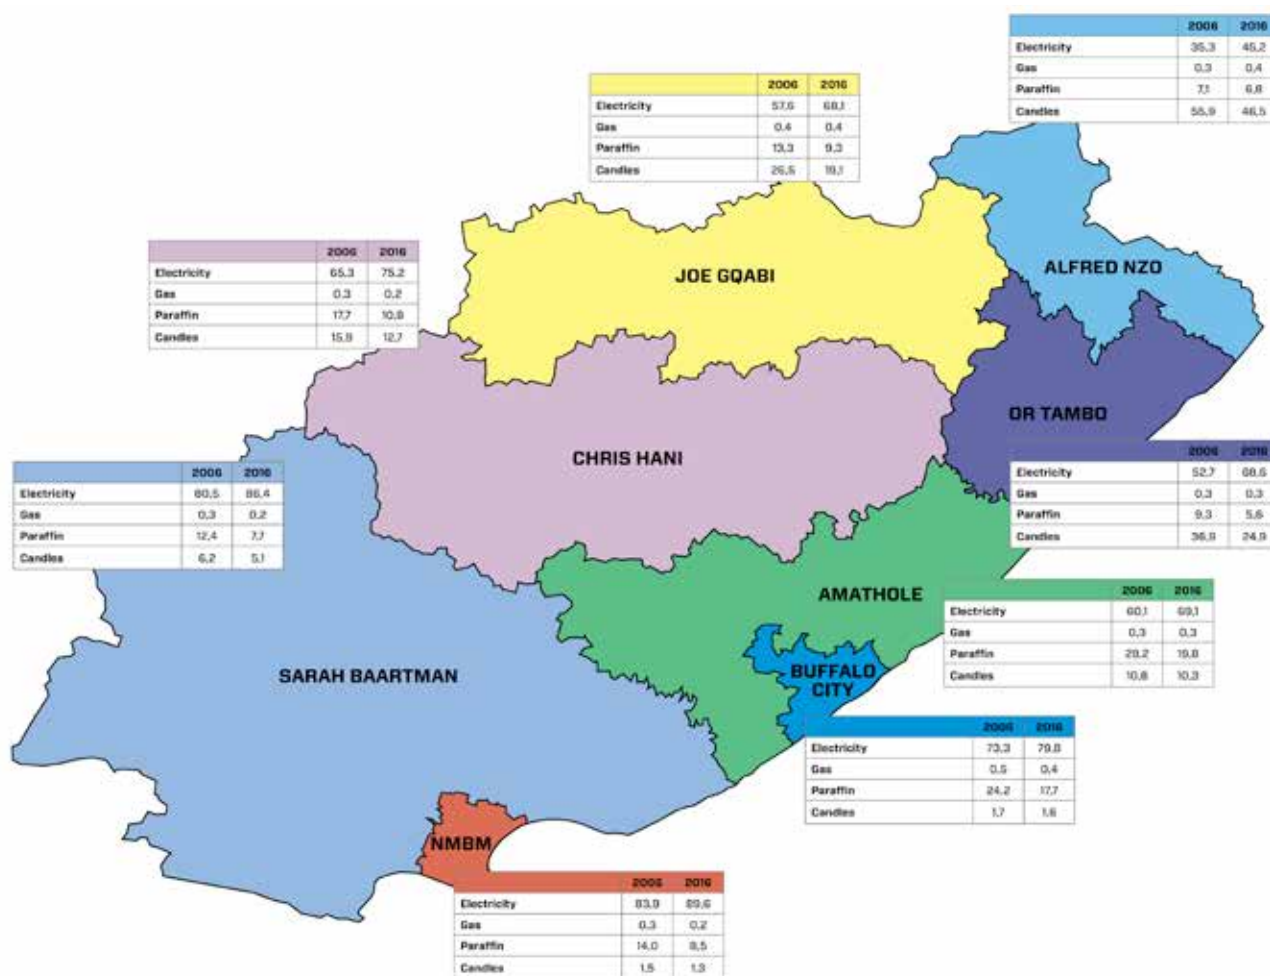 2006 2016
Electricity 35,3 45,2
Gas 0,3 0,4
Paraffin 7,1 6,8
Candles 55,9 46,5
2006 2016
Electricity 57,6 68,1
Gas 0,4 0,4
Paraffin 13,3 9,3
Candles 26,5 19,1
2006 2016
Electricity 65,3 75,2
Gas 0,3 0,2
Paraffin 17,7 10,8
Candles 15,9 12,7
JOE GQABI
ALFRED NZO
OR TAMBO
CHRIS HANI
2006 2016
Electricity 52,7 68,6
Gas 0,3 0,3
Paraffin 9,3 5,6
Candles 36,9 24,9
2006 2016
Electricity 80,5 86,4
Gas 0,3 0,2
Paraffin 12,4 7,7
Candles 6,2 5,1
AMATHOLE
2006 2016
Electricity 60,1 69,1
Gas 0,3 0,3
Paraffin 29,2 19,8
Candles 10,8 10,3
SARAH BAARTMAN
BUFFALO
CITY
2006 2016
Electricity 73,3 79,8
Gas 0,5 0,4
Paraffin 24,2 17,7
Candles 1,7 1,6
NMBM
2006 2016
Electricity 83,9 89,6
Gas 0,3 0,2
Paraffin 14,0 8,5
Candles 1,5 1,3